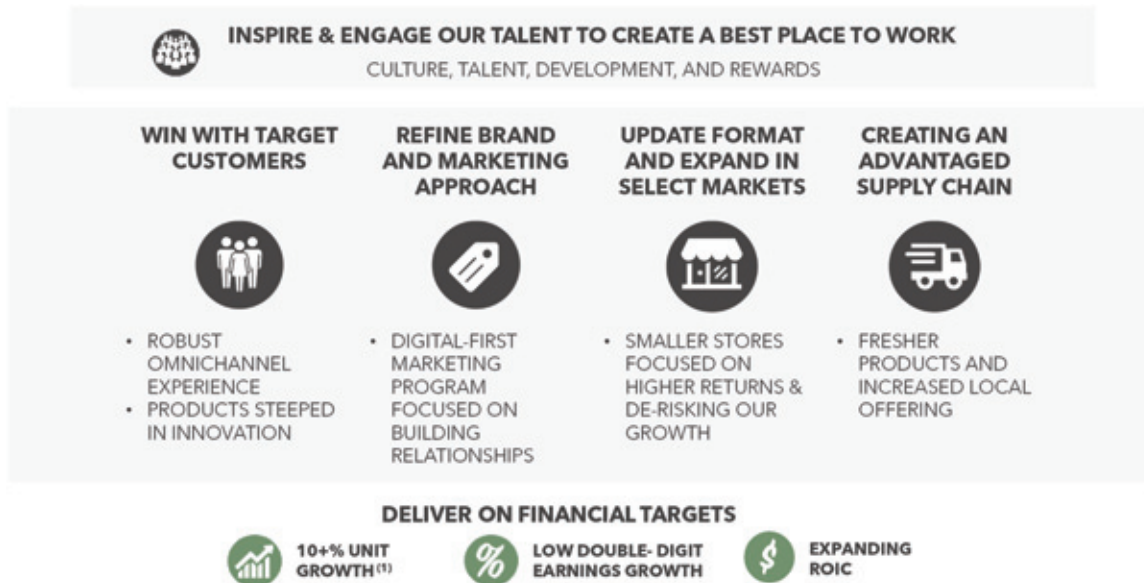 INSPIRE & ENGAGE OUR TALENT TO CREATE A BEST PLACE TO WORK
CULTURE, TALENT, DEVELOPMENT, AND REWARDS
WIN WITH TARGET
CUSTOMERS
• ROBUST
OMNICHANNEL
EXPERIENCE
• PRODUCTS STEEPED
IN INNOVATION
REFINE BRAND
AND MARKETING
APPROACH
• DIGITAL-FIRST
MARKETING
PROGRAM
FOCUSED ON
BUILDING
RELATIONSHIPS
UPDATE FORMAT
AND EXPAND IN
SELECT MARKETS
• SMALLER STORES
FOCUSED ON
HIGHER RETURNS &
DE-RISKING OUR
GROWTH
CREATING AN
ADVANTAGED
SUPPLY CHAIN
• FRESHER
PRODUCTS AND
INCREASED LOCAL
OFFERING
DELIVER ON FINANCIAL TARGETS
10+% UNIT
GROWTH (1)
%
LOW DOUBLE- DIGIT
EARNINGS GROWTH
$
EXPANDING
ROIC